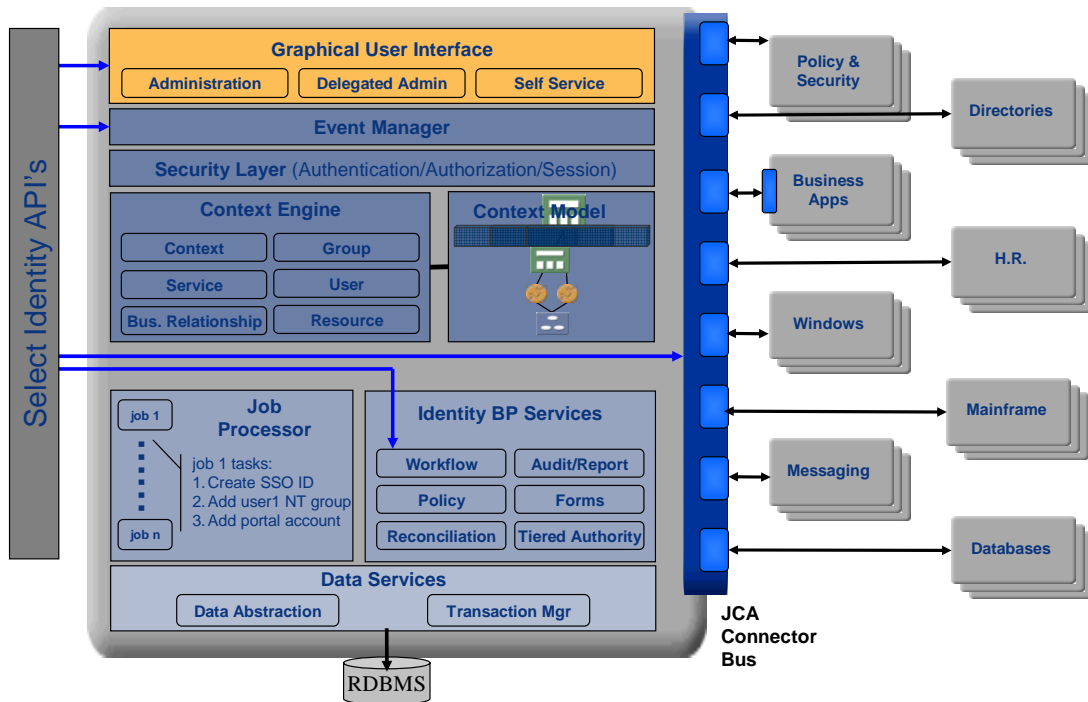 Select Identity API's
Graphical User Interface
Administration
Delegated Admin
Self Service
Event Manager
Security Layer (Authentication/Authorization/Session)
Context Engine
Context
Group
Service
User
Bus. Relationship
Resource
Context Model
Job
Processor
job 1
job n
job 1 tasks:
1. Create SSO ID
2. Add user1 NT group
3. Add portal account
Identity BP Services
Workflow
Audit/Report
Policy
Forms
Reconciliation
Tiered Authority
Data Services
Data Abstraction
Transaction Mgr
RDBMS
JCA
Connector
Bus
Policy &
Security
Directories
Business
Apps
H.R.
Windows
Mainframe
Messaging
Databases